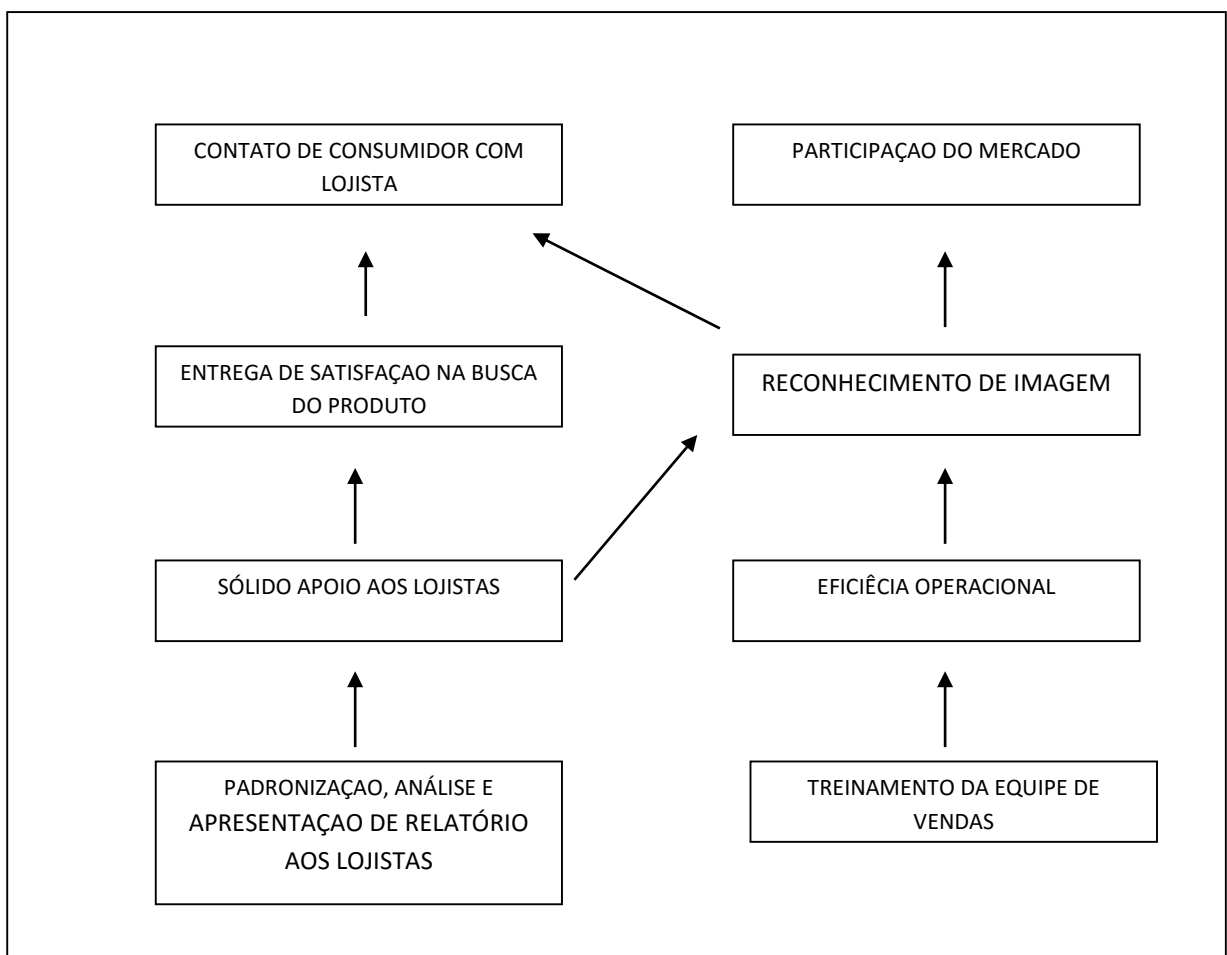 CONTATO DE CONSUMIDOR COM
LOJISTA
PARTICIPAÇAO DO MERCADO
ENTREGA DE SATISFAÇAO NA BUSCA
DO PRODUTO
RECONHECIMENTO DE IMAGEM
SÓLIDO APOIO AOS LOJISTAS
EFICIÊCIA OPERACIONAL
PADRONIZAÇAO, ANÁLISE E
APRESENTAÇAO DE RELATÓRIO
AOS LOJISTAS
TREINAMENTO DA EQUIPE DE
VENDAS